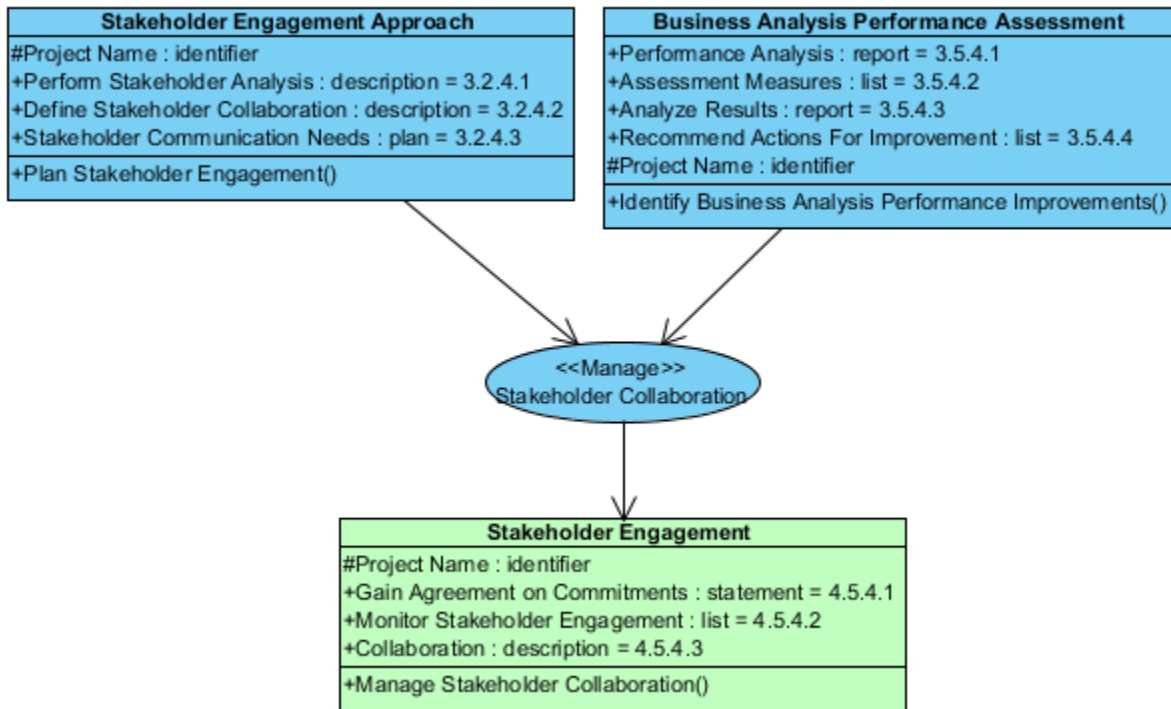 Stakeholder Engagement Approach
#Project Name : identifier
+Perform Stakeholder Analysis : description = 3.2.4.1
+Define Stakeholder Collaboration : description = 3.2.4.2
+Stakeholder Communication Needs : plan = 3.2.4.3
+Plan Stakeholder Engagement()
Business Analysis Performance Assessment
+Performance Analysis : report = 3.5.4.1
+Assessment Measures : list = 3.5.4.2
+Analyze Results : report = 3.5.4.3
+Recommend Actions For Improvement : list = 3.5.4.4
#Project Name : identifier
+Identify Business Analysis Performance Improvements()
<<Manage>>
Stakeholder Collaboration
Stakeholder Engagement
#Project Name : identifier
+Gain Agreement on Commitments : statement = 4.5.4.1
+Monitor Stakeholder Engagement : list = 4.5.4.2
+Collaboration : description = 4.5.4.3
+Manage Stakeholder Collaboration()